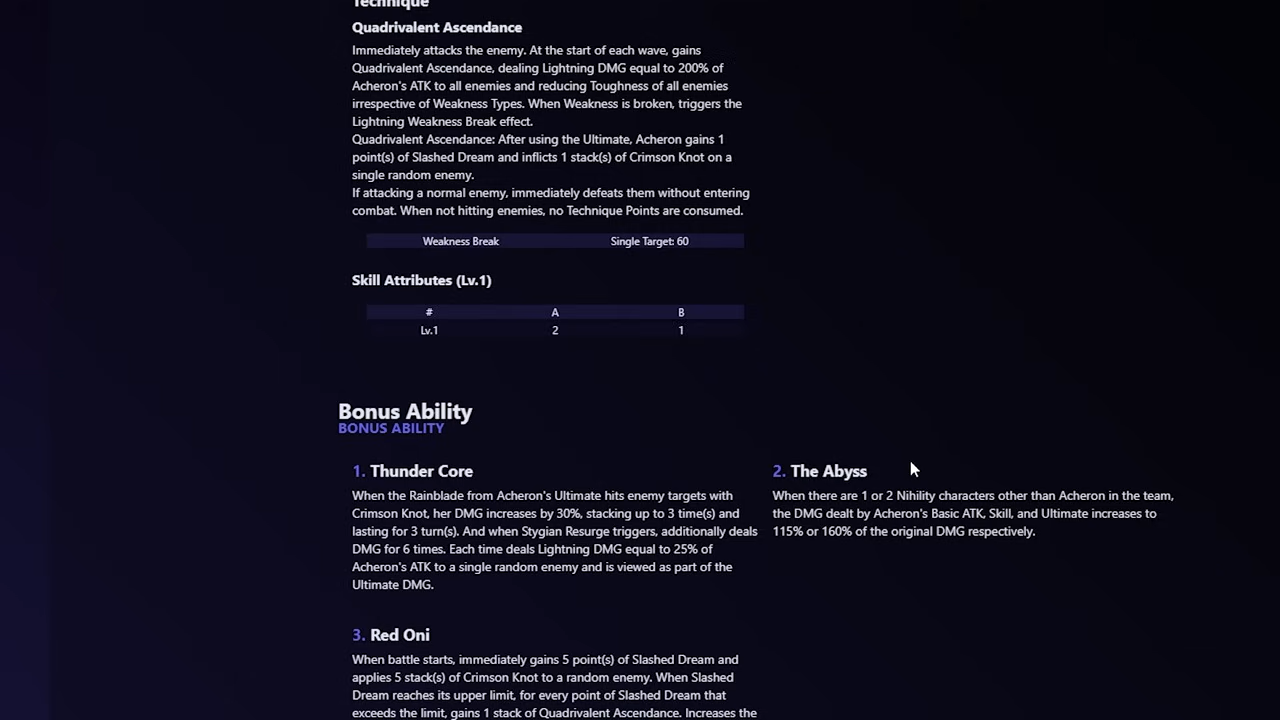 Technique
Quadrivalent Ascendance
Immediately attacks the enemy. At the start of each wave, gains
Quadrivalent Ascendance, dealing Lightning DMG equal to 200% of
Acheron's ATK to all enemies and reducing Toughness of all enemies
irrespective of Weakness Types. When Weakness is broken, triggers the
Lightning Weakness Break effect.
Quadrivalent Ascendance: After using the Ultimate, Acheron gains 1
point(s) of Slashed Dream and inflicts 1 stack(s) of Crimson Knot on a
single random enemy.
If attacking a normal enemy, immediately defeats them without entering
combat. When not hitting enemies, no Technique Points are consumed.
Weakness Break Single Target: 60
Skill Attributes (Lv.1)
# A B
Lv.1 2 1
Bonus Ability
BONUS ABILITY
1. Thunder Core
When the Rainblade from Acheron's Ultimate hits enemy targets with
Crimson Knot, her DMG increases by 30%, stacking up to 3 time(s) and
lasting for 3 turn(s). And when Stygian Resurge triggers, additionally deals
DMG for 6 times. Each time deals Lightning DMG equal to 25% of
Acheron's ATK to a single random enemy and is viewed as part of the
Ultimate DMG.
2. The Abyss
When there are 1 or 2 Nihility characters other than Acheron in the team,
the DMG dealt by Acheron's Basic ATK, Skill, and Ultimate increases to
115% or 160% of the original DMG respectively.
3. Red Oni
When battle starts, immediately gains 5 point(s) of Slashed Dream and
applies 5 stack(s) of Crimson Knot to a random enemy. When Slashed
Dream reaches its upper limit, for every point of Slashed Dream that
exceeds the limit, gains 1 stack of Quadrivalent Ascendance. Increases the